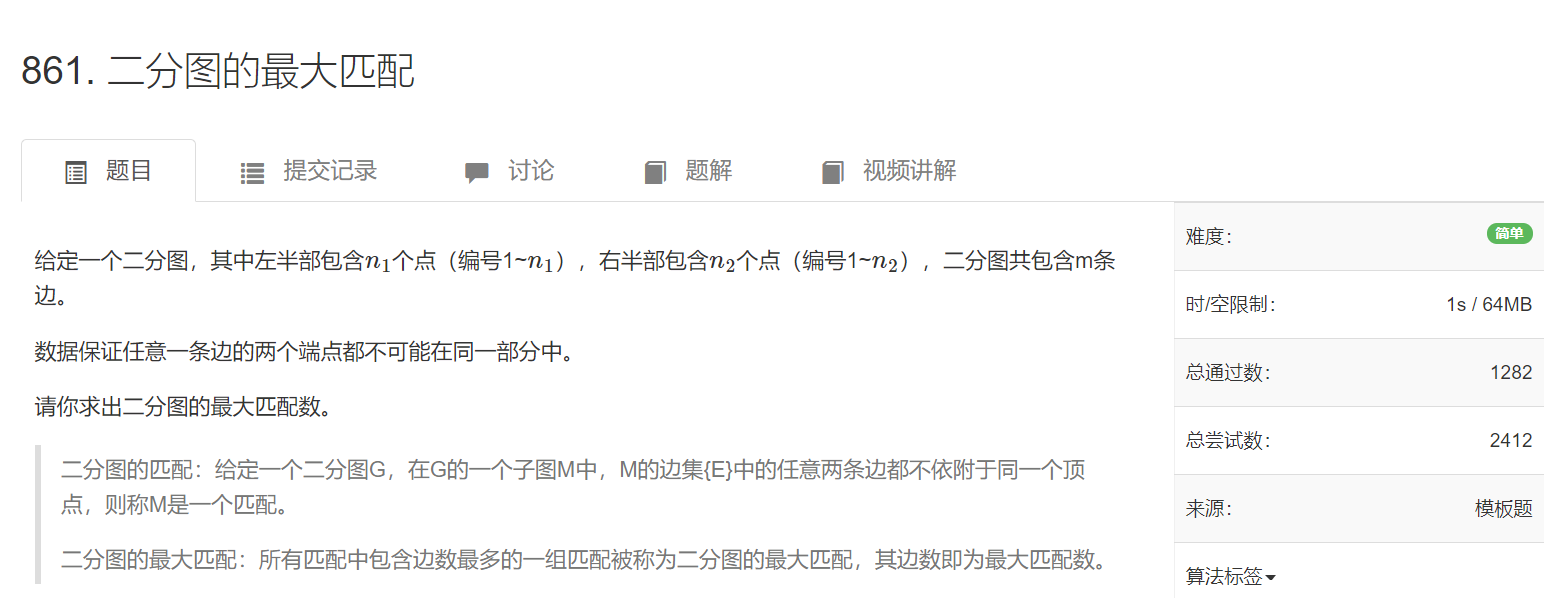 861. 二分图的最大匹配
题目 提交记录 讨论 题解 视频讲解
给定一个二分图，其中左半部包含n₁个点（编号1~n₁），右半部包含n₂个点（编号1~n₂），二分图共包含m条
边。
数据保证任意一条边的两个端点都不可能在同一部分中。
请你求出二分图的最大匹配数。
二分图的匹配：给定一个二分图G，在G的一个子图M中，M的边集{E}中的任意两条边都不依附于同一个顶
点，则称M是一个匹配。
二分图的最大匹配：所有匹配中包含边数最多的一组匹配被称为二分图的最大匹配，其边数即为最大匹配数。
难度： 简单
时/空限制： 1s / 64MB
总通过数： 1282
总尝试数： 2412
来源： 模板题
算法标签